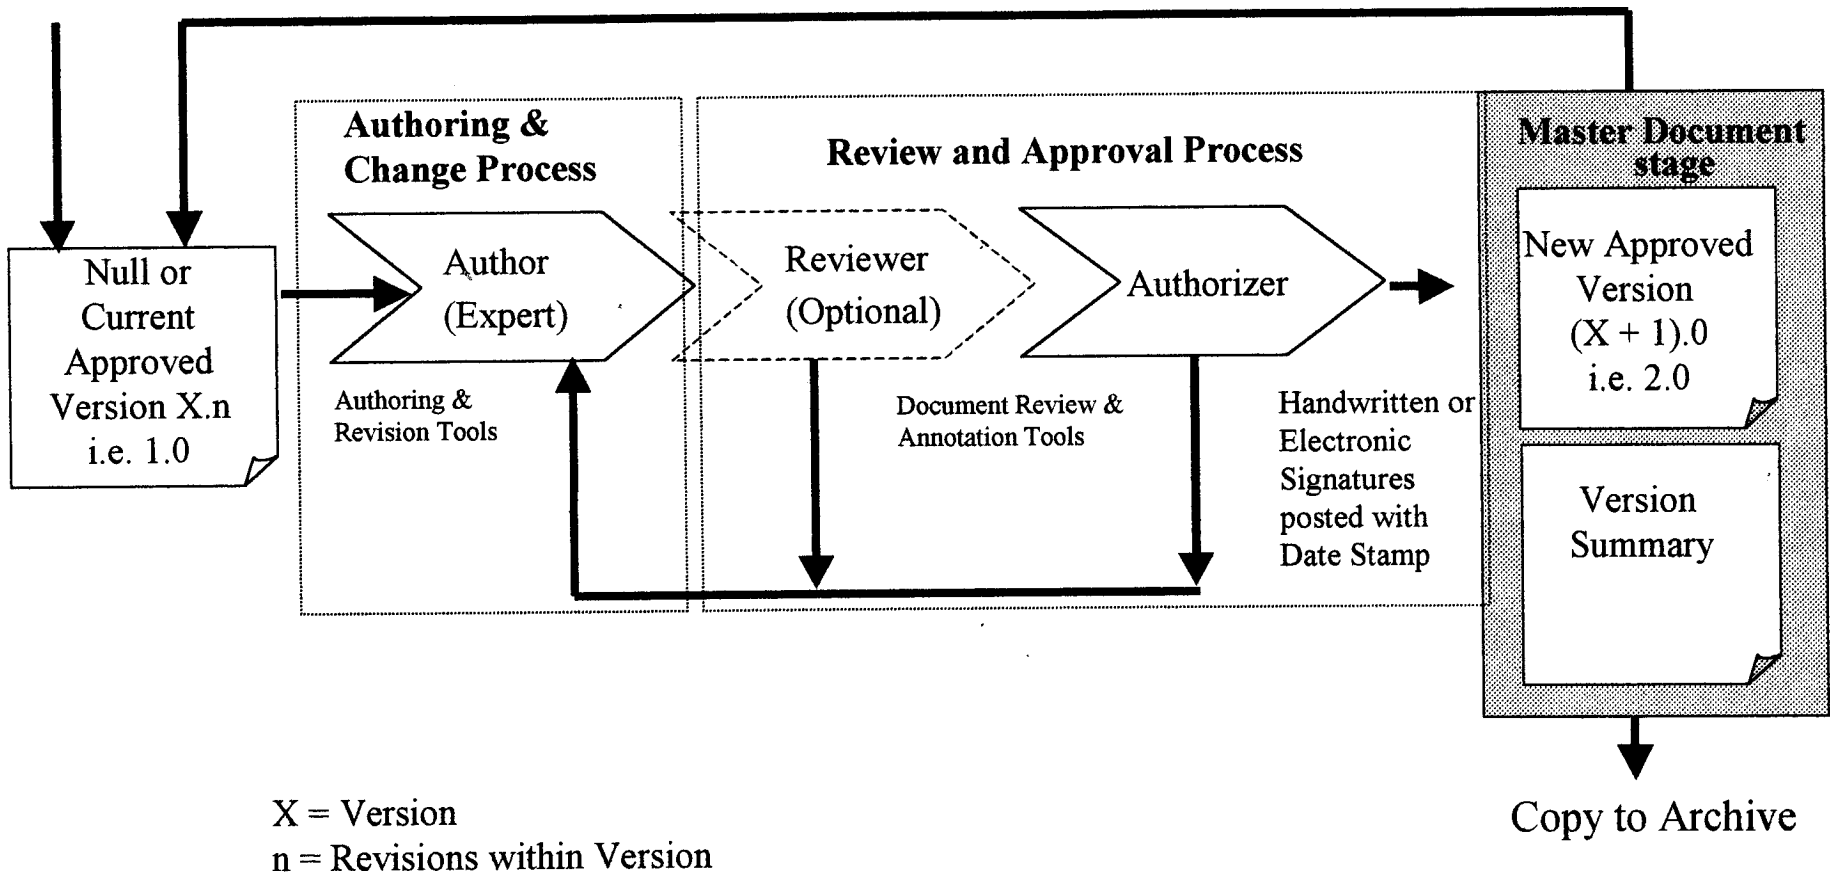 Authoring &
Change Process
Review and Approval Process
Master Document
stage
Null or
Current
Approved
Version X.n
i.e. 1.0
Author
(Expert)
Reviewer
(Optional)
Authorizer
New Approved
Version
(X + 1).0
i.e. 2.0
Authoring &
Revision Tools
Document Review &
Annotation Tools
Handwritten or
Electronic
Signatures
posted with
Date Stamp
Version
Summary
Copy to Archive
X = Version
n = Revisions within Version